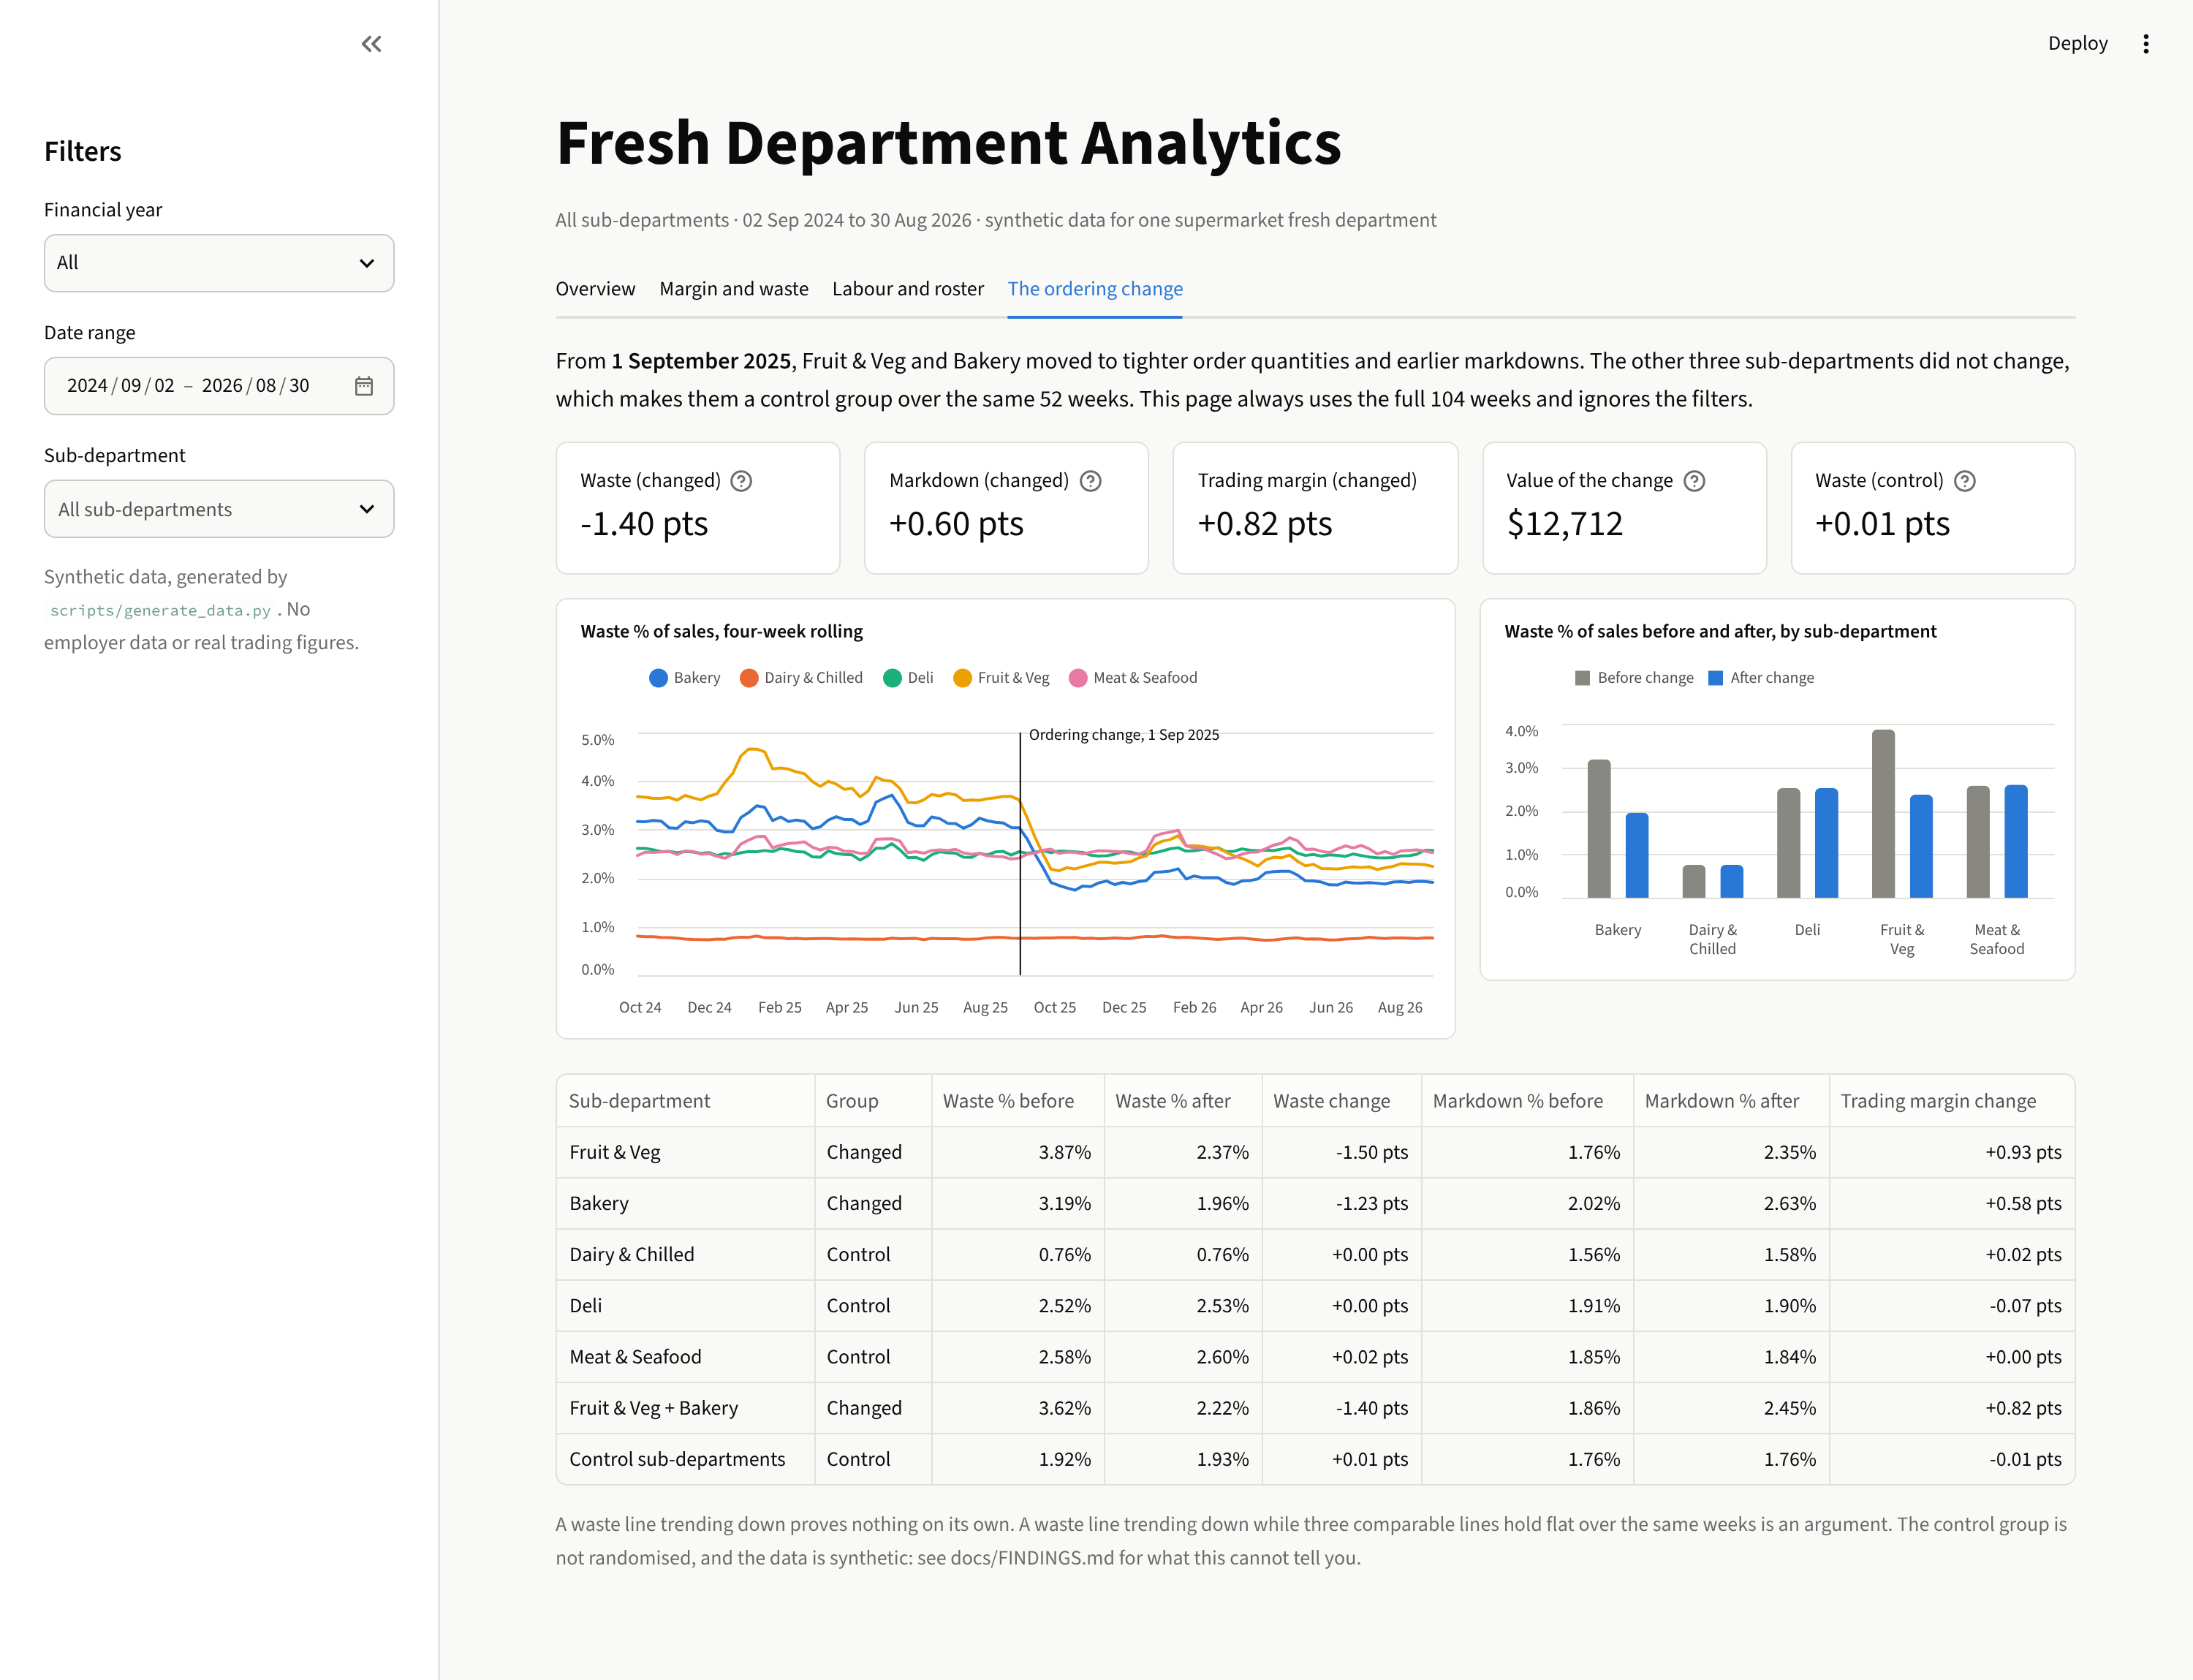 Deploy
Filters
Financial year
All
Date range
2024/09/02 – 2026/08/30
Sub-department
All sub-departments
Synthetic data, generated by
scripts/generate_data.py . No
employer data or real trading figures.
Fresh Department Analytics
All sub-departments · 02 Sep 2024 to 30 Aug 2026 · synthetic data for one supermarket fresh department
Overview Margin and waste Labour and roster The ordering change
From 1 September 2025, Fruit & Veg and Bakery moved to tighter order quantities and earlier markdowns. The other three sub-departments did not change,
which makes them a control group over the same 52 weeks. This page always uses the full 104 weeks and ignores the filters.
Waste (changed)
-1.40 pts
Markdown (changed)
+0.60 pts
Trading margin (changed)
+0.82 pts
Value of the change
$12,712
Waste (control)
+0.01 pts
Waste % of sales, four-week rolling
Bakery Dairy & Chilled Deli Fruit & Veg Meat & Seafood
Ordering change, 1 Sep 2025
5.0%
4.0%
3.0%
2.0%
1.0%
0.0%
Oct 24 Dec 24 Feb 25 Apr 25 Jun 25 Aug 25 Oct 25 Dec 25 Feb 26 Apr 26 Jun 26 Aug 26
Waste % of sales before and after, by sub-department
Before change After change
4.0%
3.0%
2.0%
1.0%
0.0%
Bakery Dairy & Chilled Deli Fruit & Veg Meat & Seafood
Sub-department Group Waste % before Waste % after Waste change Markdown % before Markdown % after Trading margin change
Fruit & Veg Changed 3.87% 2.37% -1.50 pts 1.76% 2.35% +0.93 pts
Bakery Changed 3.19% 1.96% -1.23 pts 2.02% 2.63% +0.58 pts
Dairy & Chilled Control 0.76% 0.76% +0.00 pts 1.56% 1.58% +0.02 pts
Deli Control 2.52% 2.53% +0.00 pts 1.91% 1.90% -0.07 pts
Meat & Seafood Control 2.58% 2.60% +0.02 pts 1.85% 1.84% +0.00 pts
Fruit & Veg + Bakery Changed 3.62% 2.22% -1.40 pts 1.86% 2.45% +0.82 pts
Control sub-departments Control 1.92% 1.93% +0.01 pts 1.76% 1.76% -0.01 pts
A waste line trending down proves nothing on its own. A waste line trending down while three comparable lines hold flat over the same weeks is an argument. The control group is
not randomised, and the data is synthetic: see docs/FINDINGS.md for what this cannot tell you.